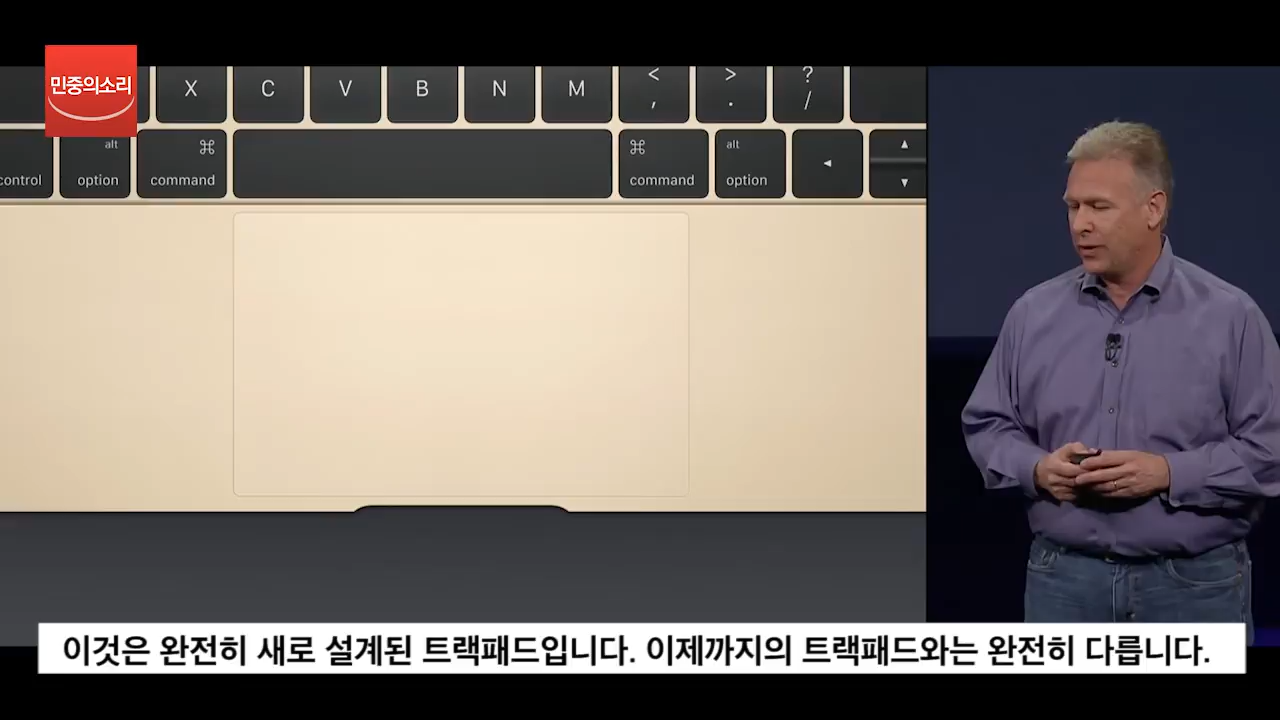 민중의소리
X C V B N M < , > . ? /
control alt option ⌘ command ⌘ command alt option ◂ ▴ ▾
이것은 완전히 새로 설계된 트랙패드입니다. 이제까지의 트랙패드와는 완전히 다릅니다.